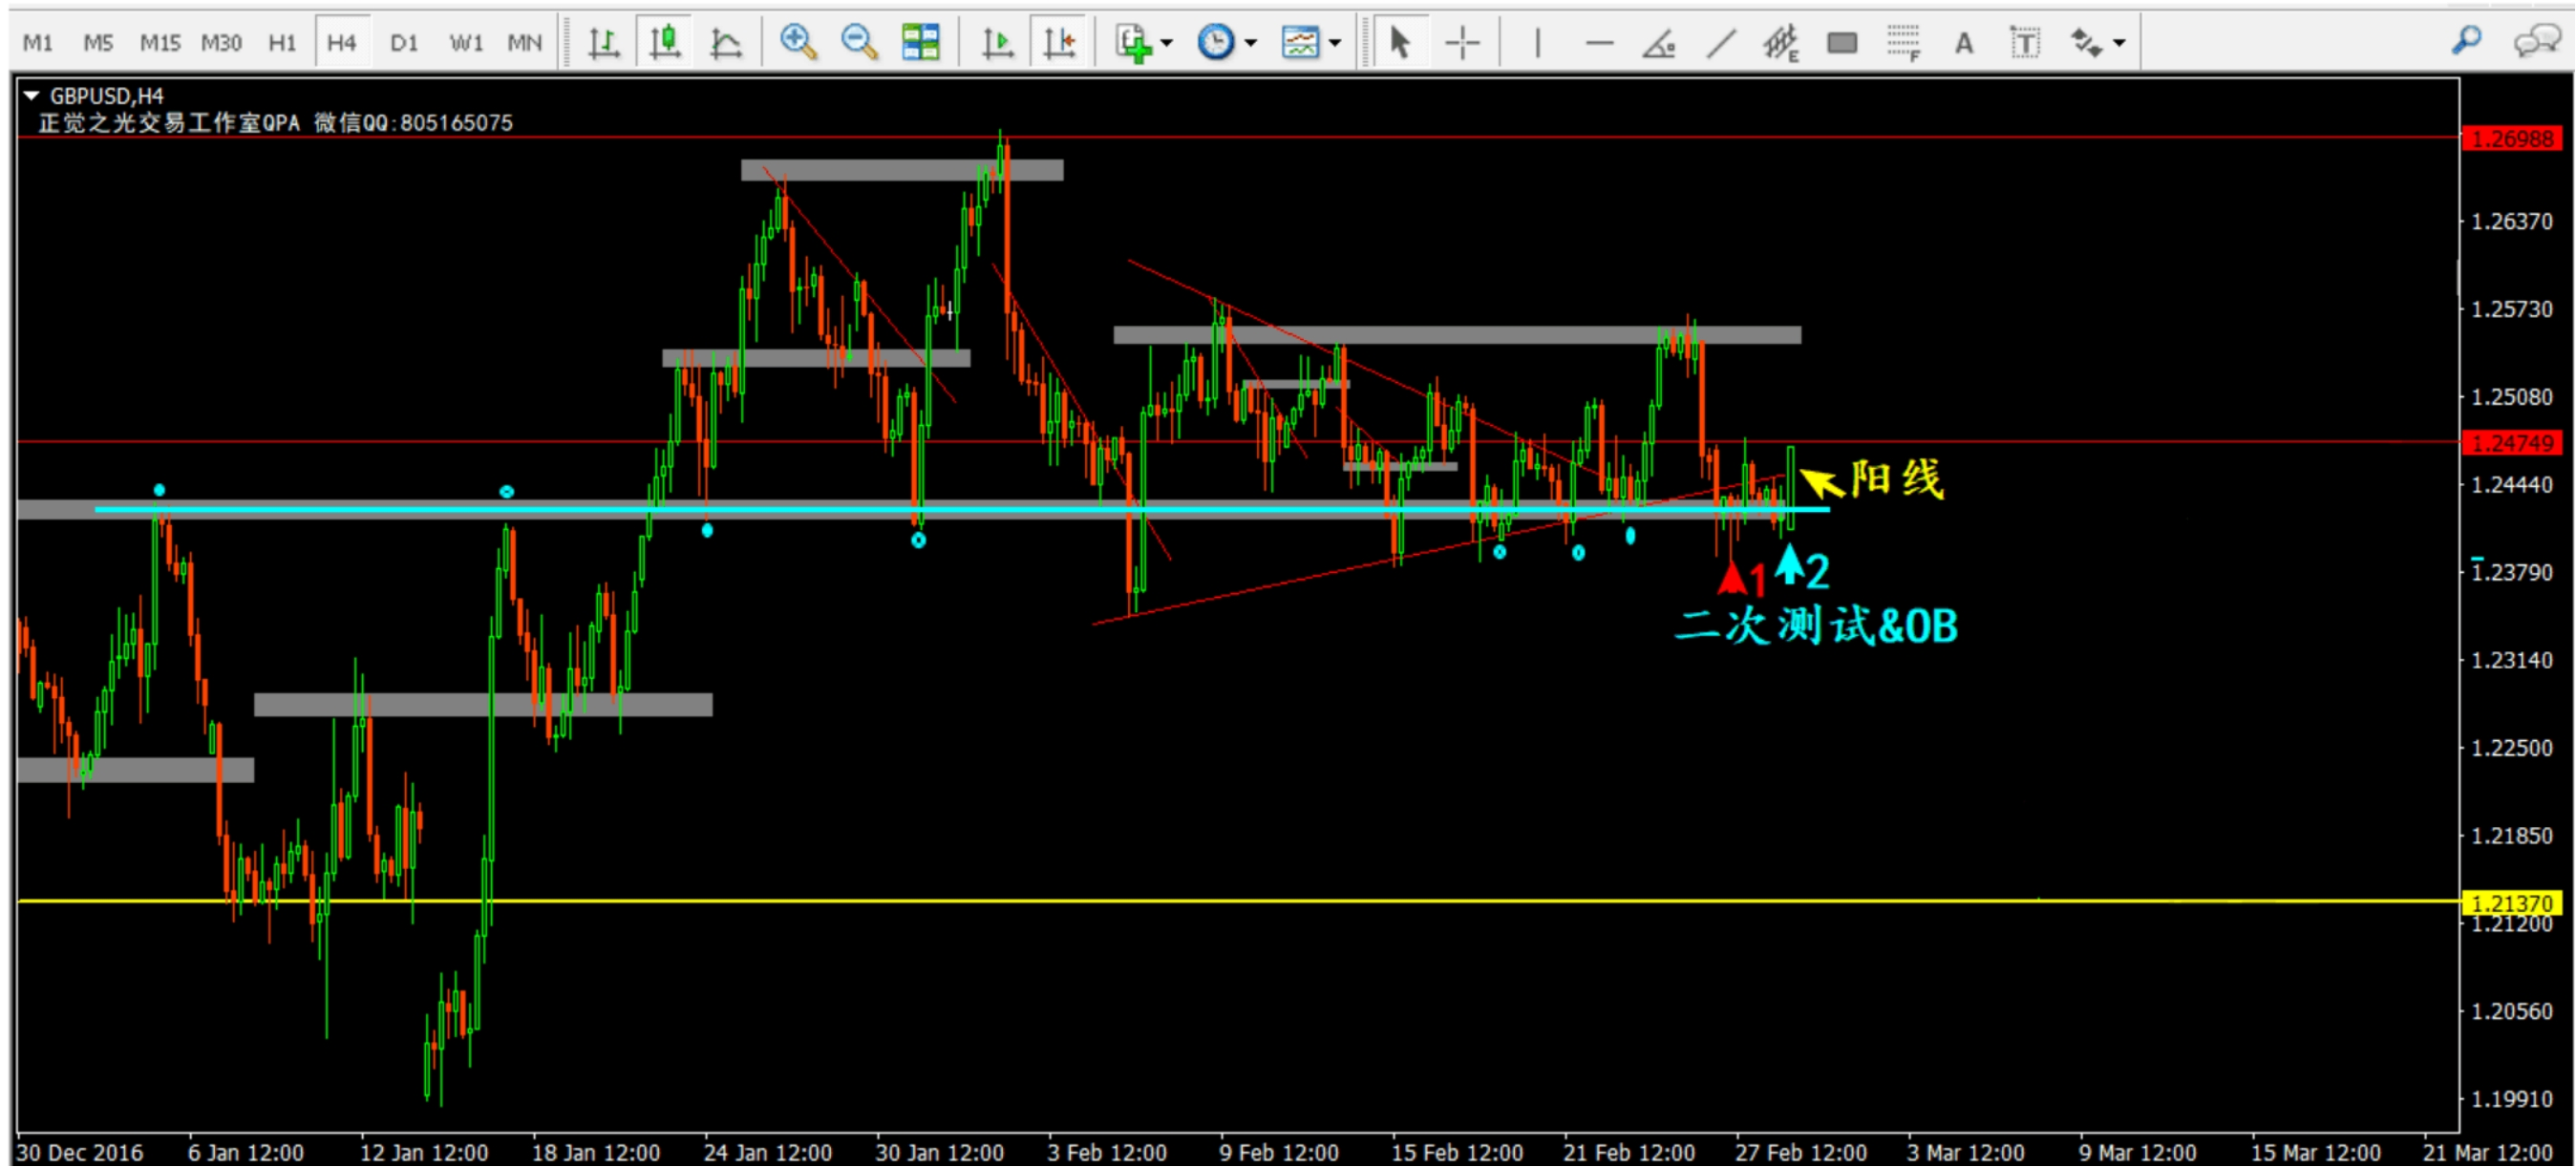 M1 M5 M15 M30 H1 H4 D1 W1 MN E F A T
GBPUSD,H4
正觉之光交易工作室QPA 微信QQ:805165075
1.26988
1.26370
1.25730
1.25080
1.24749
阳线
1.24440
1 2
1.23790
二次测试&OB
1.23140
1.22500
1.21850
1.21370
1.21200
1.20560
1.19910
30 Dec 2016 6 Jan 12:00 12 Jan 12:00 18 Jan 12:00 24 Jan 12:00 30 Jan 12:00 3 Feb 12:00 9 Feb 12:00 15 Feb 12:00 21 Feb 12:00 27 Feb 12:00 3 Mar 12:00 9 Mar 12:00 15 Mar 12:00 21 Mar 12:00